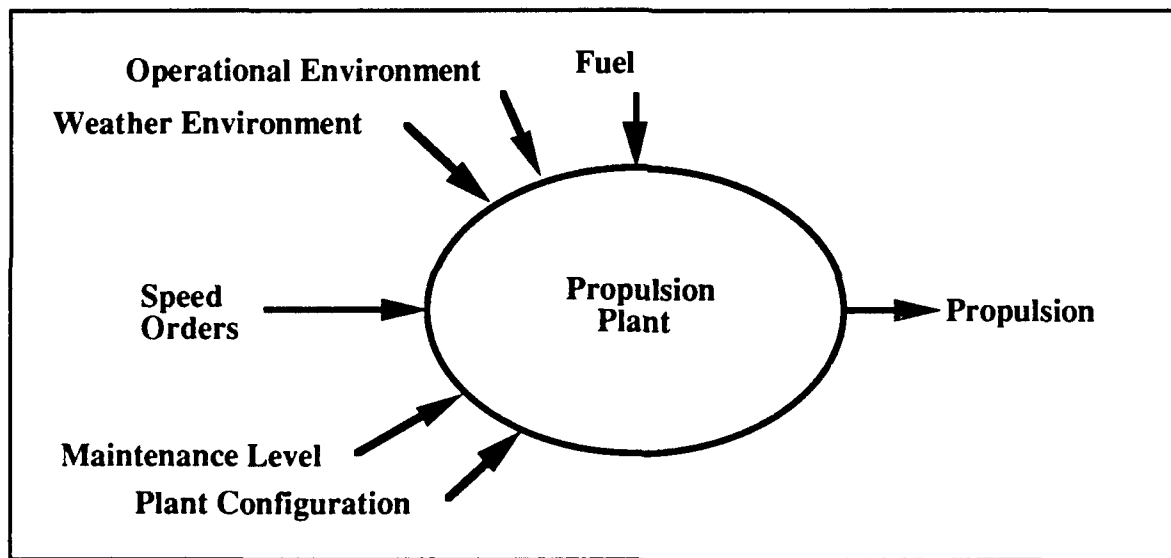 Operational Environment
Fuel
Weather Environment
Speed
Orders
Propulsion
Plant
Propulsion
Maintenance Level
Plant Configuration